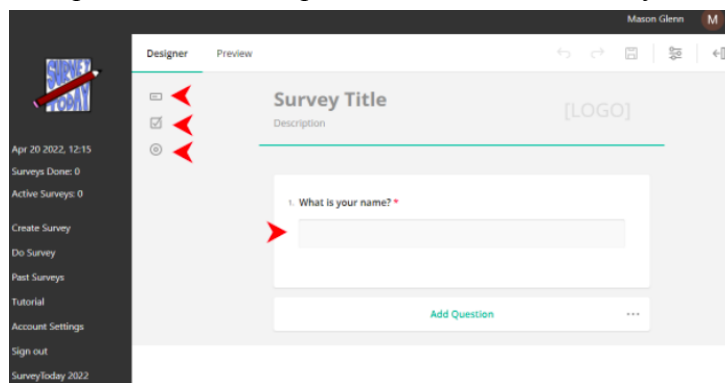 Mason Glenn
M
SURVEY
TODAY
Designer
Preview
Survey Title
Description
[LOGO]
Apr 20 2022, 12:15
Surveys Done: 0
Active Surveys: 0
Create Survey
Do Survey
Past Surveys
Tutorial
Account Settings
Sign out
SurveyToday 2022
1. What is your name? *
Add Question
...